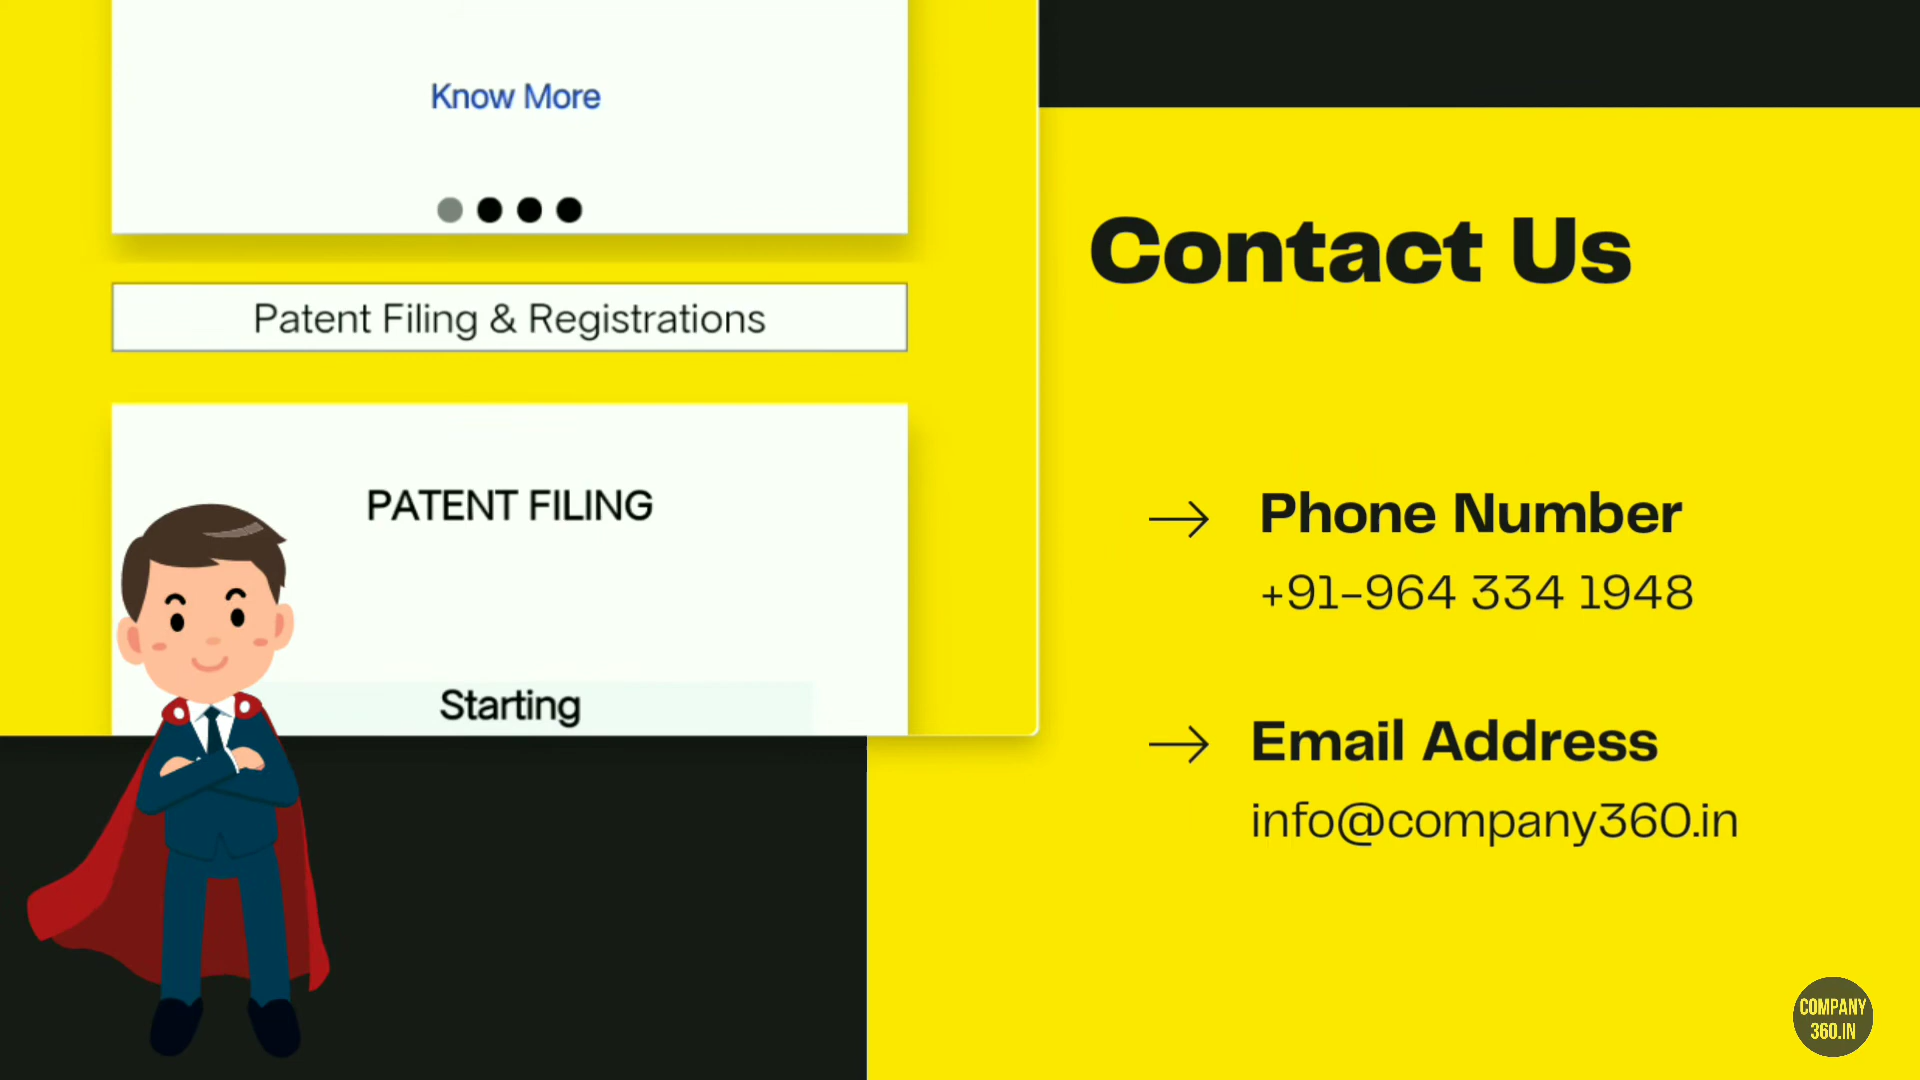 Know More
Patent Filing & Registrations
PATENT FILING
Starting
Contact Us
Phone Number
+91-964 334 1948
Email Address
info@company360.in
COMPANY
360.IN